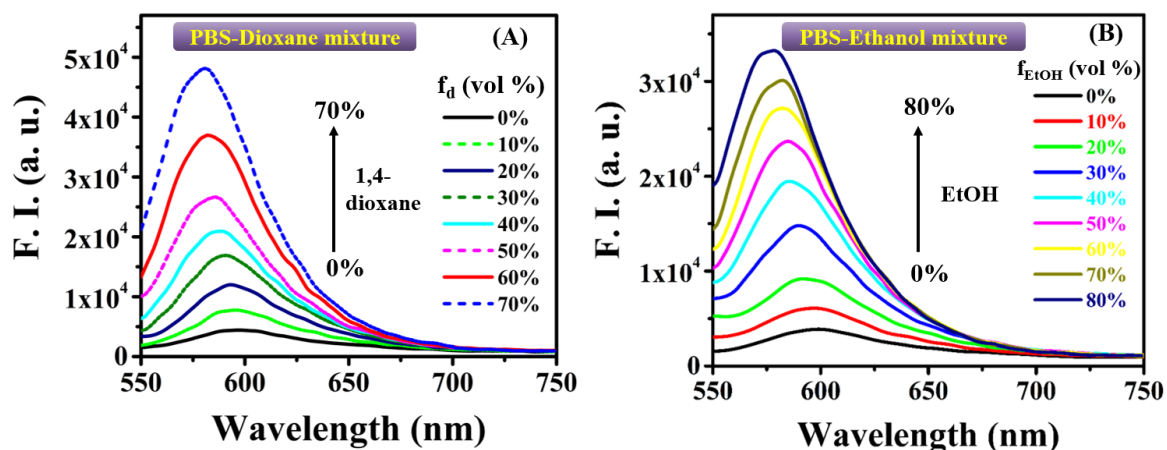 PBS-Dioxane mixture
(A)
f_d (vol %)
0%
10%
20%
30%
40%
50%
60%
70%
70%
1,4-
dioxane
0%
5x10^4
4x10^4
3x10^4
2x10^4
1x10^4
0
F. I. (a. u.)
550 600 650 700 750
Wavelength (nm)
PBS-Ethanol mixture
(B)
f_EtOH (vol %)
0%
10%
20%
30%
40%
50%
60%
70%
80%
80%
EtOH
0%
3x10^4
2x10^4
1x10^4
0
F. I. (a. u.)
550 600 650 700 750
Wavelength (nm)